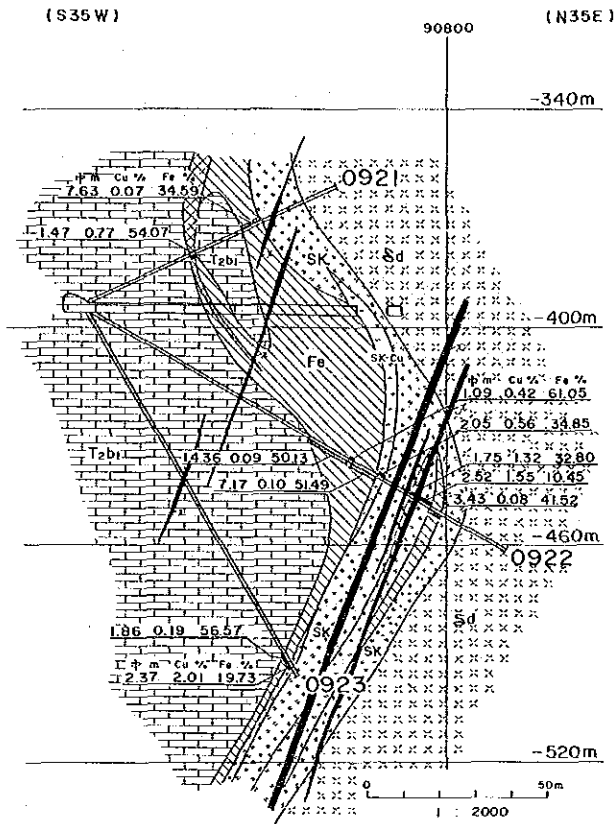 (S35W) (N35E)
90800
-340m
中 m Cu % Fe %
7.63 0.07 34.59
0921
1.47 0.77 54.07
T2b1
SK
Sd
-400m
Fe
SK-Cu
中 m Cu % Fe %
1.09 0.42 61.05
2.05 0.56 34.85
T2b1
14.36 0.09 50.13
1.75 1.32 32.80
7.17 0.10 51.49
2.52 1.55 10.45
3.43 0.08 41.52
-460m
0922
Sd
1.86 0.19 56.57
SK
SK
中 m Cu % Fe %
2.37 2.01 19.73
0923
-520m
0 50m
1 : 2000